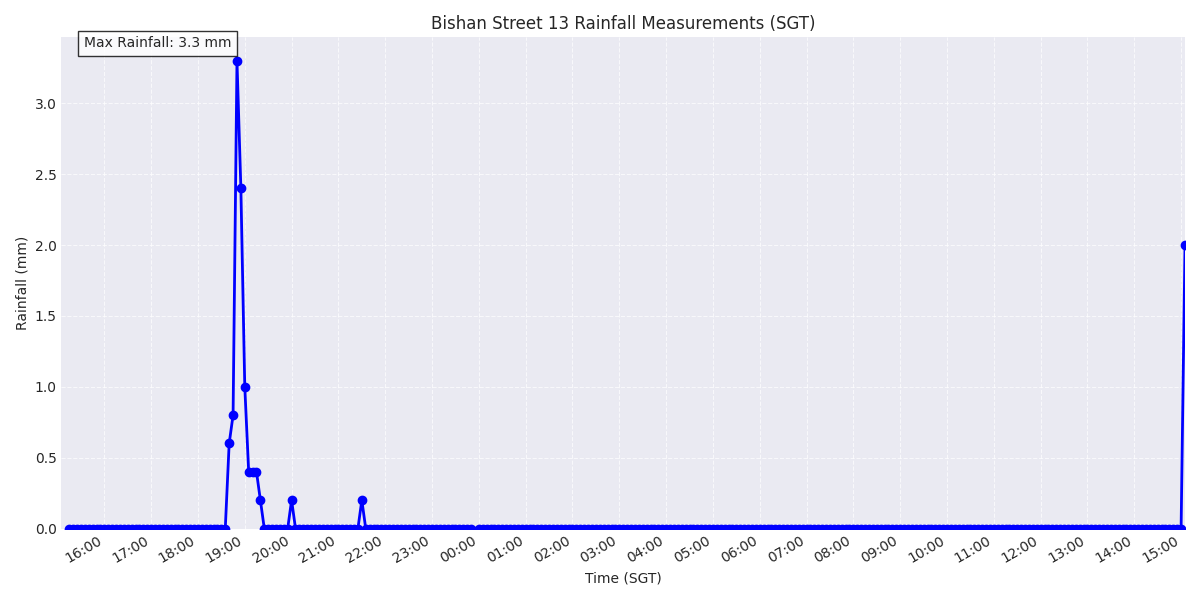 Bishan Street 13 Rainfall Measurements (SGT)
Max Rainfall: 3.3 mm
Rainfall (mm)
3.0
2.5
2.0
1.5
1.0
0.5
0.0
16:00 17:00 18:00 19:00 20:00 21:00 22:00 23:00 00:00 01:00 02:00 03:00 04:00 05:00 06:00 07:00 08:00 09:00 10:00 11:00 12:00 13:00 14:00 15:00
Time (SGT)